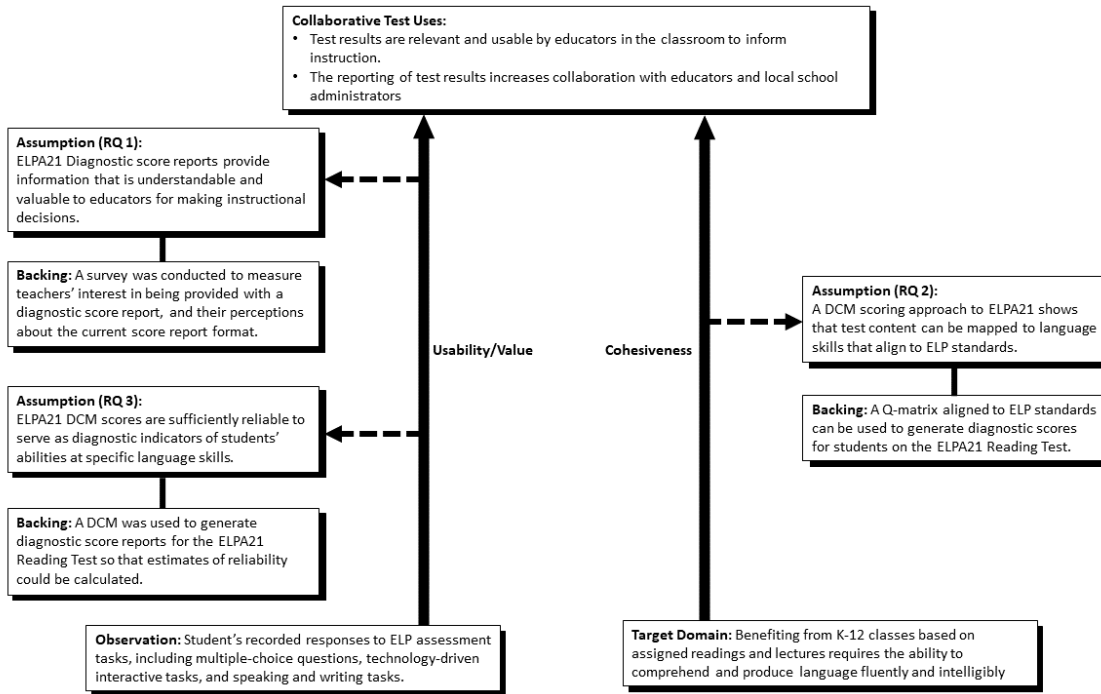 Collaborative Test Uses:
• Test results are relevant and usable by educators in the classroom to inform
instruction.
• The reporting of test results increases collaboration with educators and local school
administrators
Assumption (RQ 1):
ELPA21 Diagnostic score reports provide
information that is understandable and
valuable to educators for making instructional
decisions.
Backing: A survey was conducted to measure
teachers’ interest in being provided with a
diagnostic score report, and their perceptions
about the current score report format.
Usability/Value
Cohesiveness
Assumption (RQ 2):
A DCM scoring approach to ELPA21 shows
that test content can be mapped to language
skills that align to ELP standards.
Backing: A Q-matrix aligned to ELP standards
can be used to generate diagnostic scores
for students on the ELPA21 Reading Test.
Assumption (RQ 3):
ELPA21 DCM scores are sufficiently reliable to
serve as diagnostic indicators of students’
abilities at specific language skills.
Backing: A DCM was used to generate
diagnostic score reports for the ELPA21
Reading Test so that estimates of reliability
could be calculated.
Observation: Student’s recorded responses to ELP assessment
tasks, including multiple-choice questions, technology-driven
interactive tasks, and speaking and writing tasks.
Target Domain: Benefiting from K-12 classes based on
assigned readings and lectures requires the ability to
comprehend and produce language fluently and intelligibly